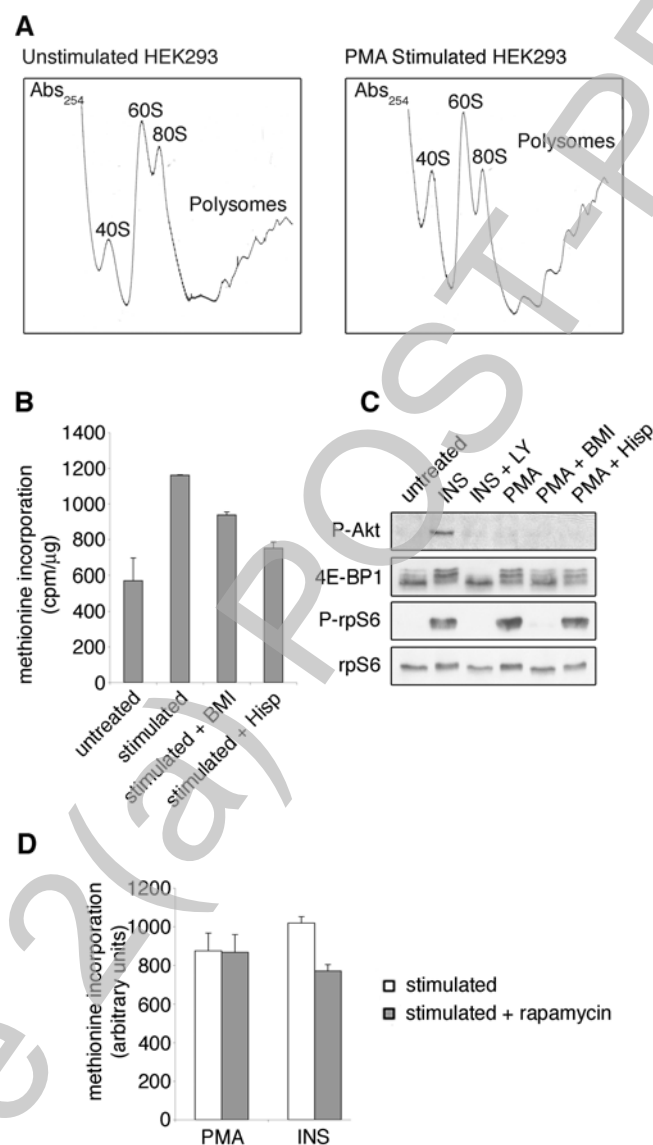 A
Unstimulated HEK293
PMA Stimulated HEK293
Abs254
60S
80S
40S
Polysomes
Abs254
60S
40S
80S
Polysomes
B
methionine incorporation
(cpm/µg)
1400
1200
1000
800
600
400
200
0
untreated
stimulated
stimulated + BMI
stimulated + Hisp
C
untreated
INS
INS + LY
PMA
PMA + BMI
PMA + Hisp
P-Akt
4E-BP1
P-rpS6
rpS6
D
methionine incorporation
(arbitrary units)
1200
1000
800
600
400
200
0
PMA
INS
stimulated
stimulated + rapamycin
e 2(a) POST-P